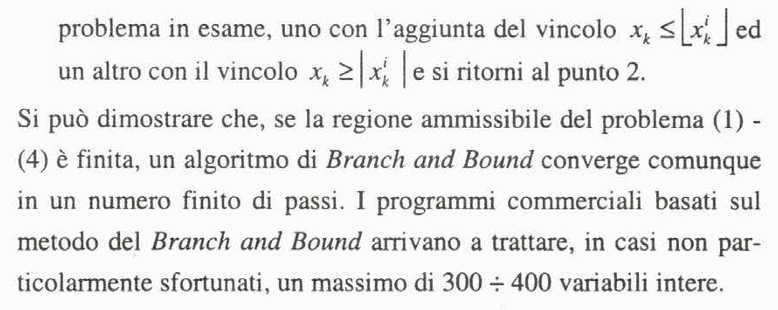 problema in esame, uno con l'aggiunta del vincolo $x_k \leq \lfloor x_k^i \rfloor$ ed
un altro con il vincolo $x_k \geq | x_k^i |$ e si ritorni al punto 2.
Si può dimostrare che, se la regione ammissibile del problema (1) -
(4) è finita, un algoritmo di Branch and Bound converge comunque
in un numero finito di passi. I programmi commerciali basati sul
metodo del Branch and Bound arrivano a trattare, in casi non par-
ticolarmente sfortunati, un massimo di 300 ÷ 400 variabili intere.